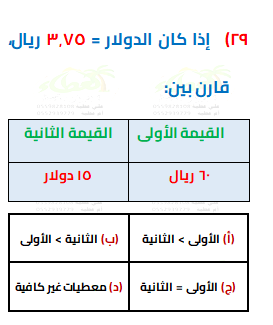 ٢٩) إذا كان الدولار = ٣,٧٥ ريال،
قارن بين:
القيمة الأولى القيمة الثانية
٦٠ ريال ١٥ دولار
(أ) الأولى > الثانية (ب) الثانية > الأولى
(ج) الأولى = الثانية (د) معطيات غير كافية